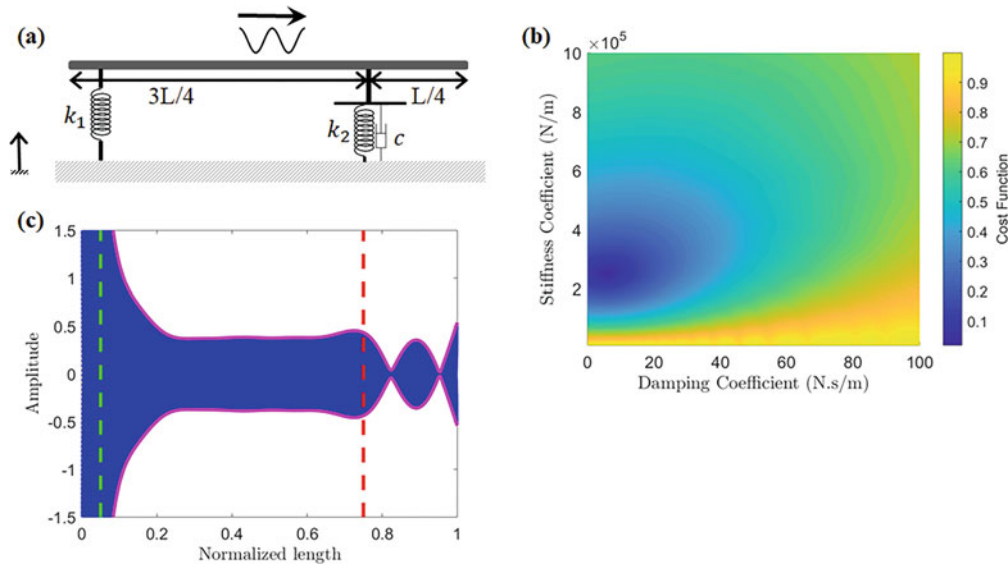 (a)
3L/4
L/4
k₁
k₂
c
(b)
×10⁵
10
8
6
4
2
0
20
40
60
80
100
Stiffness Coefficient (N/m)
Damping Coefficient (N.s/m)
0.9
0.8
0.7
0.6
0.5
0.4
0.3
0.2
0.1
Cost Function
(c)
1.5
1
0.5
0
-0.5
-1
-1.5
0
0.2
0.4
0.6
0.8
1
Amplitude
Normalized length